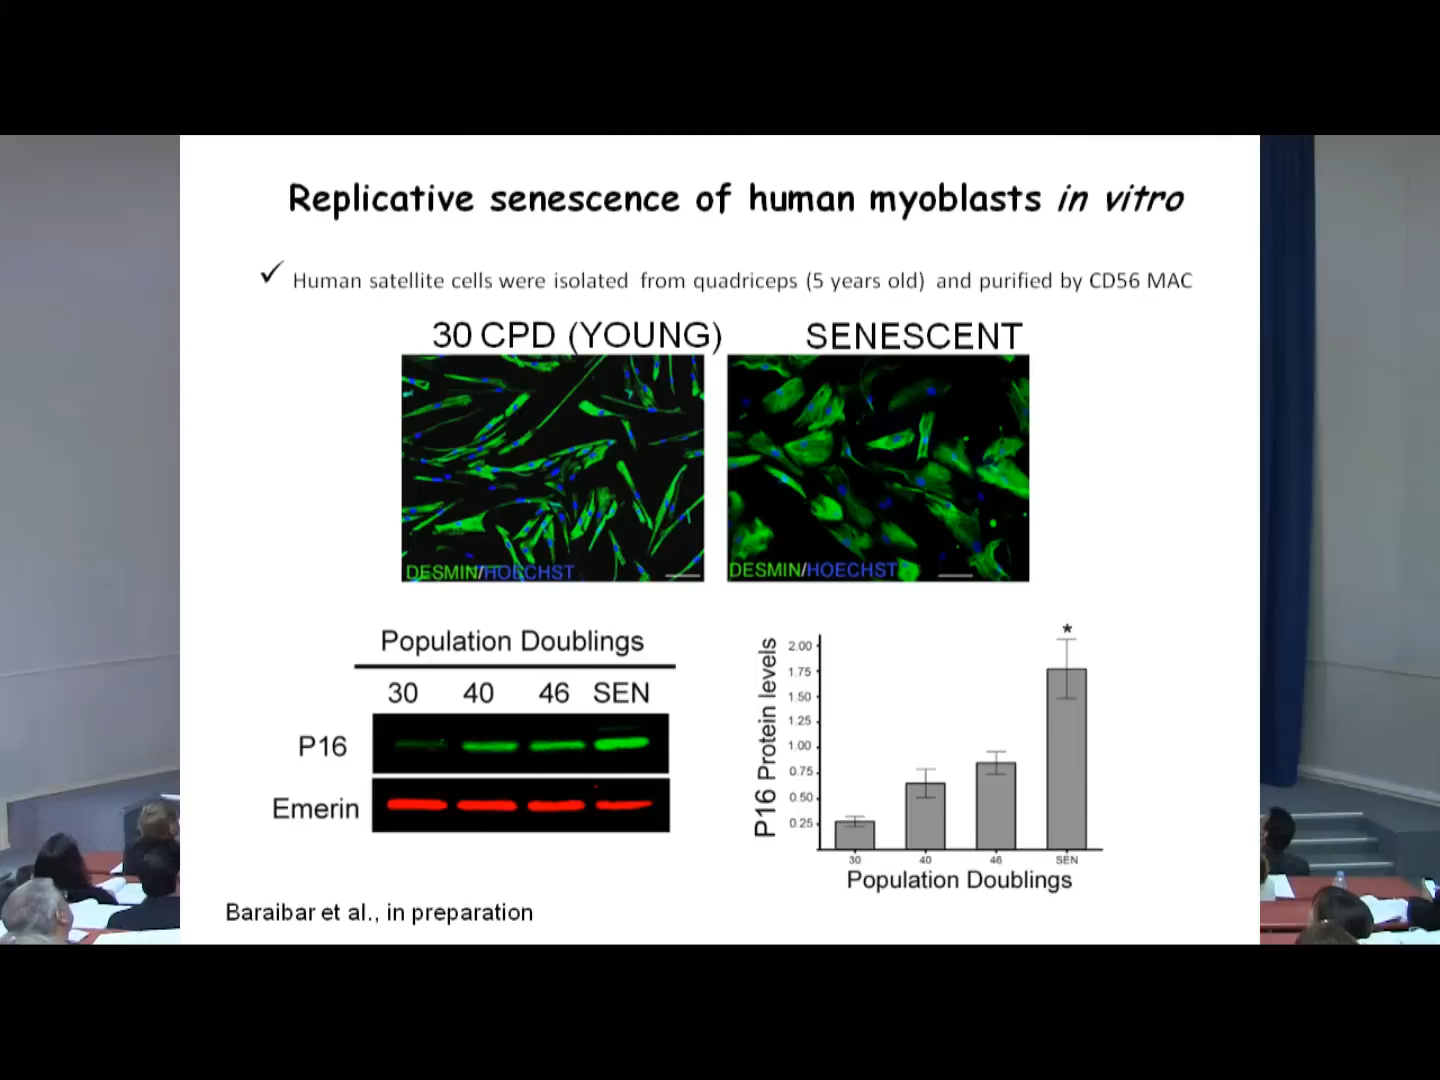 Replicative senescence of human myoblasts in vitro
✓ Human satellite cells were isolated from quadriceps (5 years old) and purified by CD56 MAC
30 CPD (YOUNG) SENESCENT
DESMIN/HOECHST DESMIN/HOECHST
Population Doublings
30 40 46 SEN
P16
Emerin
P16 Protein levels
*
2.00
1.75
1.50
1.25
1.00
0.75
0.50
0.25
30 40 46 SEN
Population Doublings
Baraibar et al., in preparation